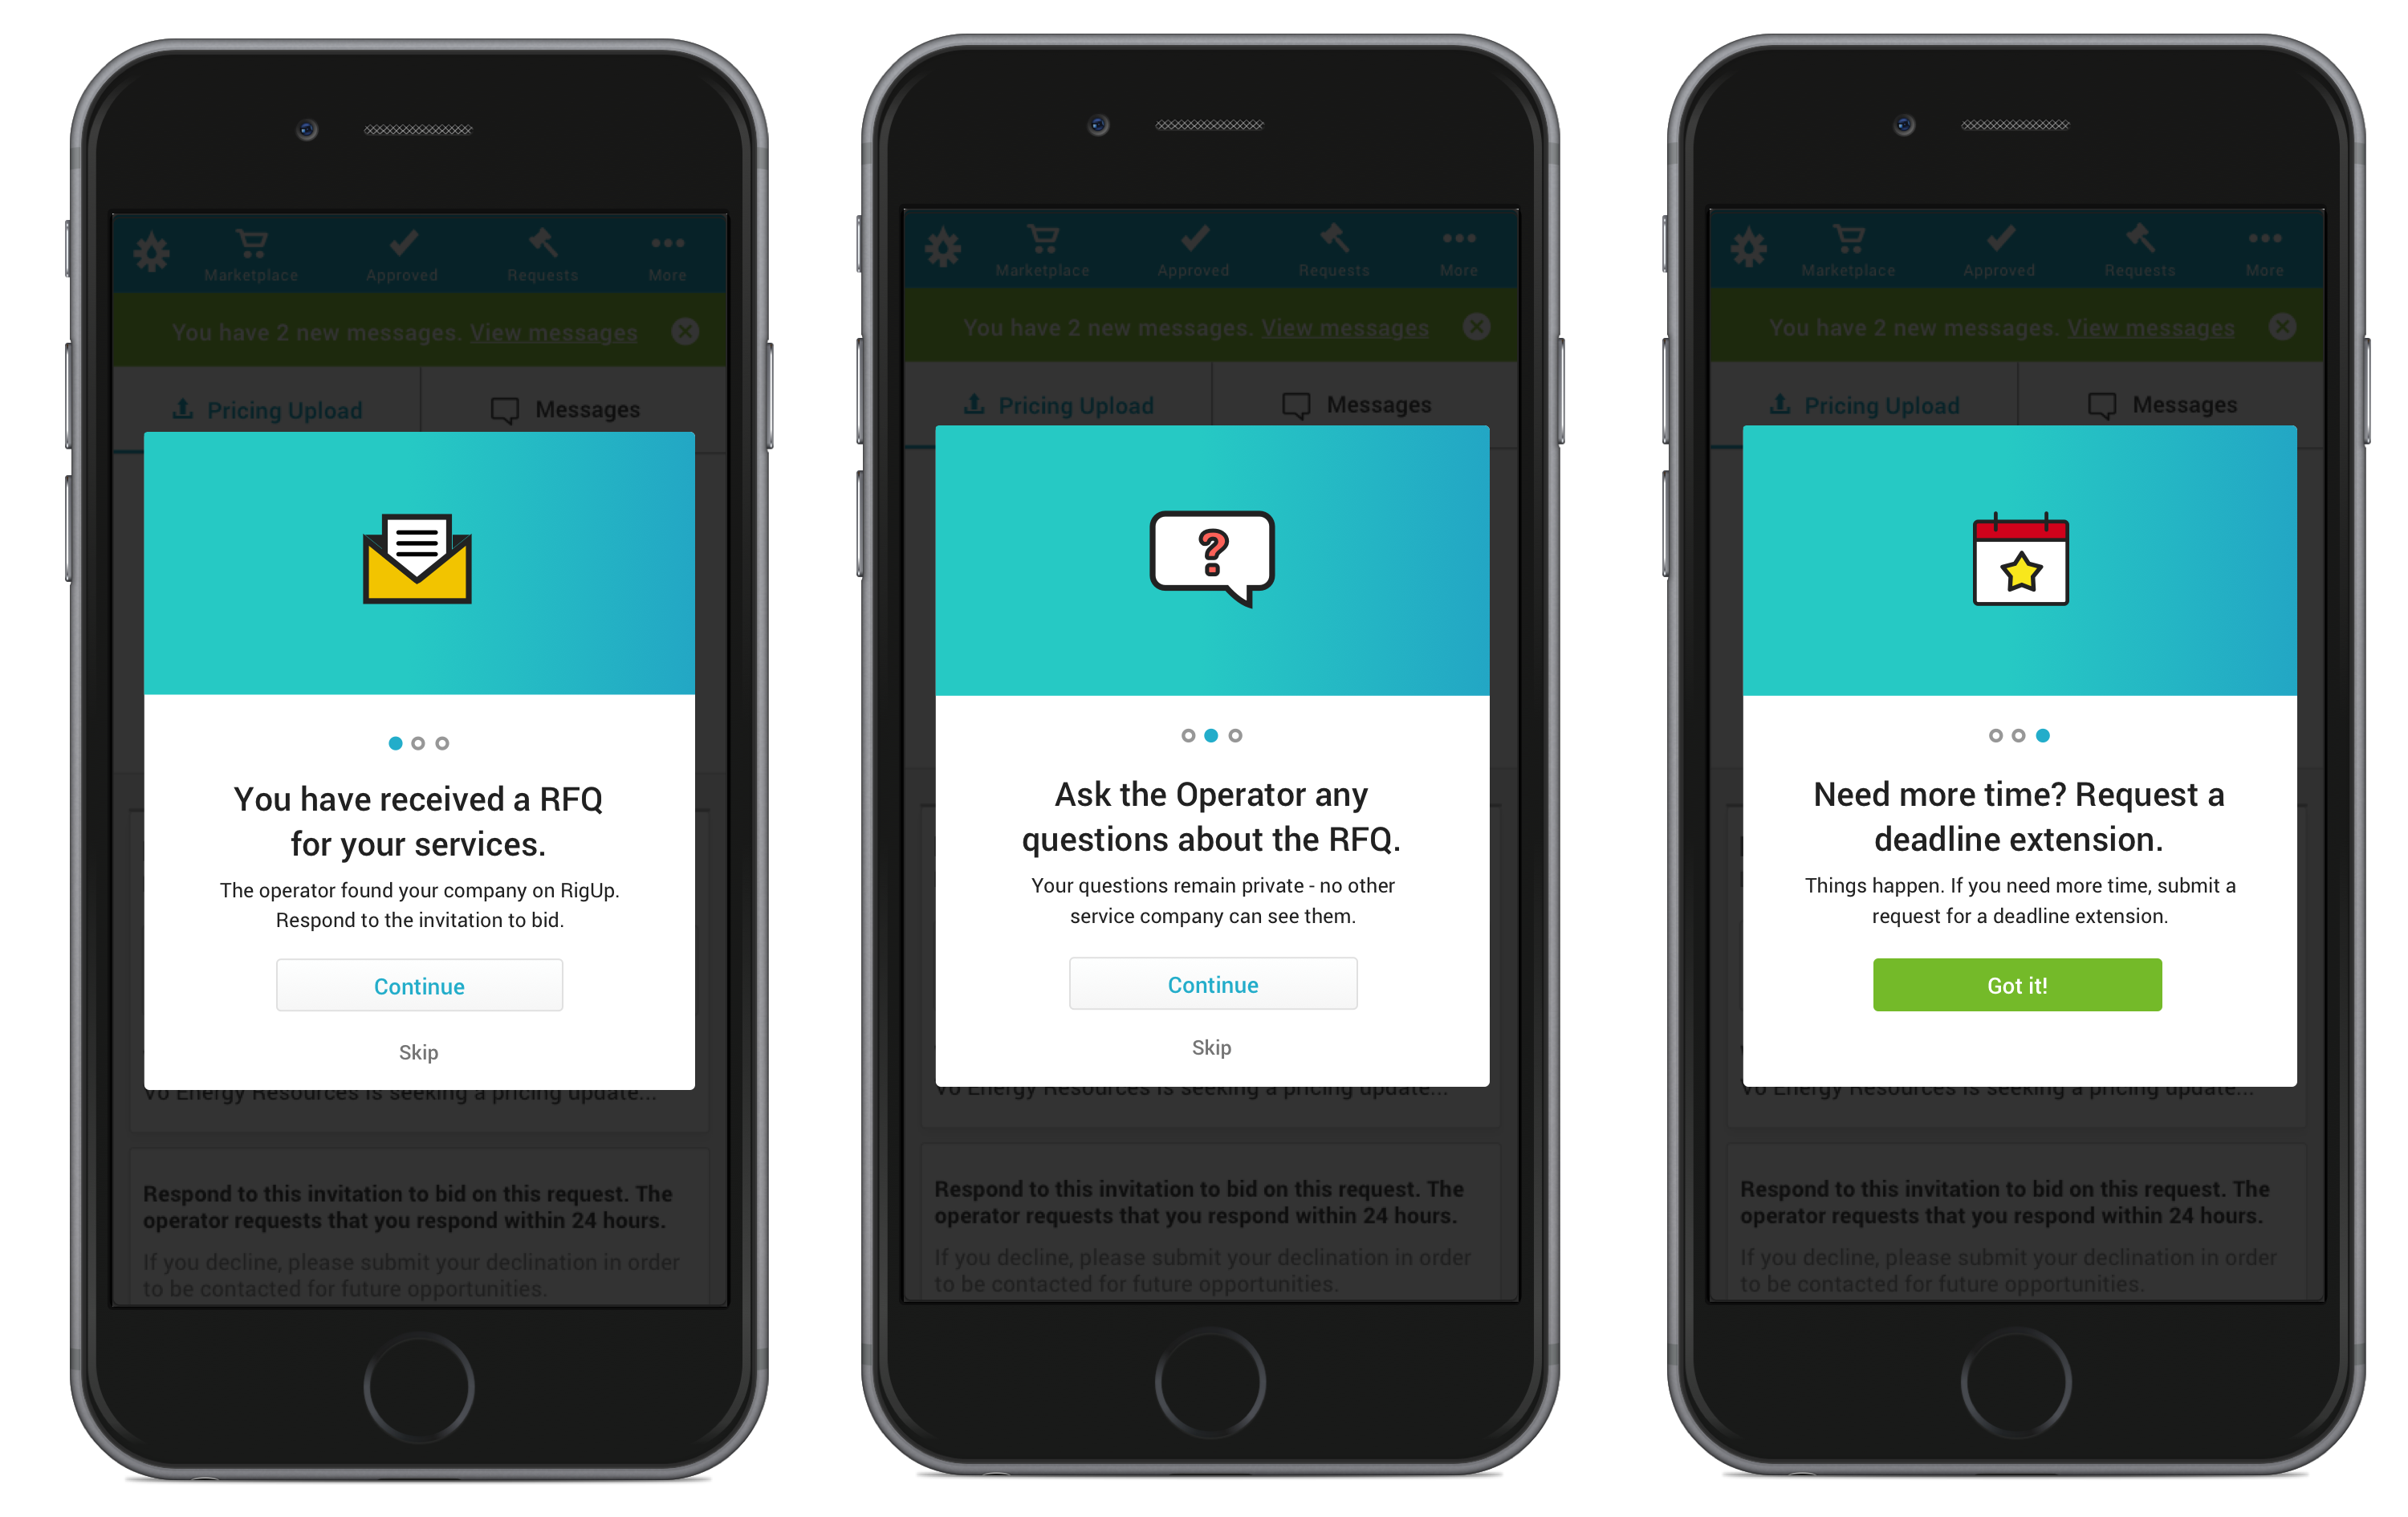 Marketplace
Approved
Requests
More
You have 2 new messages. View messages
Pricing Upload
Messages
You have received a RFQ
for your services.
The operator found your company on RigUp.
Respond to the invitation to bid.
Continue
Skip
Vo Energy Resources is seeking a pricing update...
Respond to this invitation to bid on this request. The
operator requests that you respond within 24 hours.
If you decline, please submit your declination in order
to be contacted for future opportunities.
Marketplace
Approved
Requests
More
You have 2 new messages. View messages
Pricing Upload
Messages
Ask the Operator any
questions about the RFQ.
Your questions remain private - no other
service company can see them.
Continue
Skip
Vo Energy Resources is seeking a pricing update...
Respond to this invitation to bid on this request. The
operator requests that you respond within 24 hours.
If you decline, please submit your declination in order
to be contacted for future opportunities.
Marketplace
Approved
Requests
More
You have 2 new messages. View messages
Pricing Upload
Messages
Need more time? Request a
deadline extension.
Things happen. If you need more time, submit a
request for a deadline extension.
Got it!
Vo Energy Resources is seeking a pricing update...
Respond to this invitation to bid on this request. The
operator requests that you respond within 24 hours.
If you decline, please submit your declination in order
to be contacted for future opportunities.